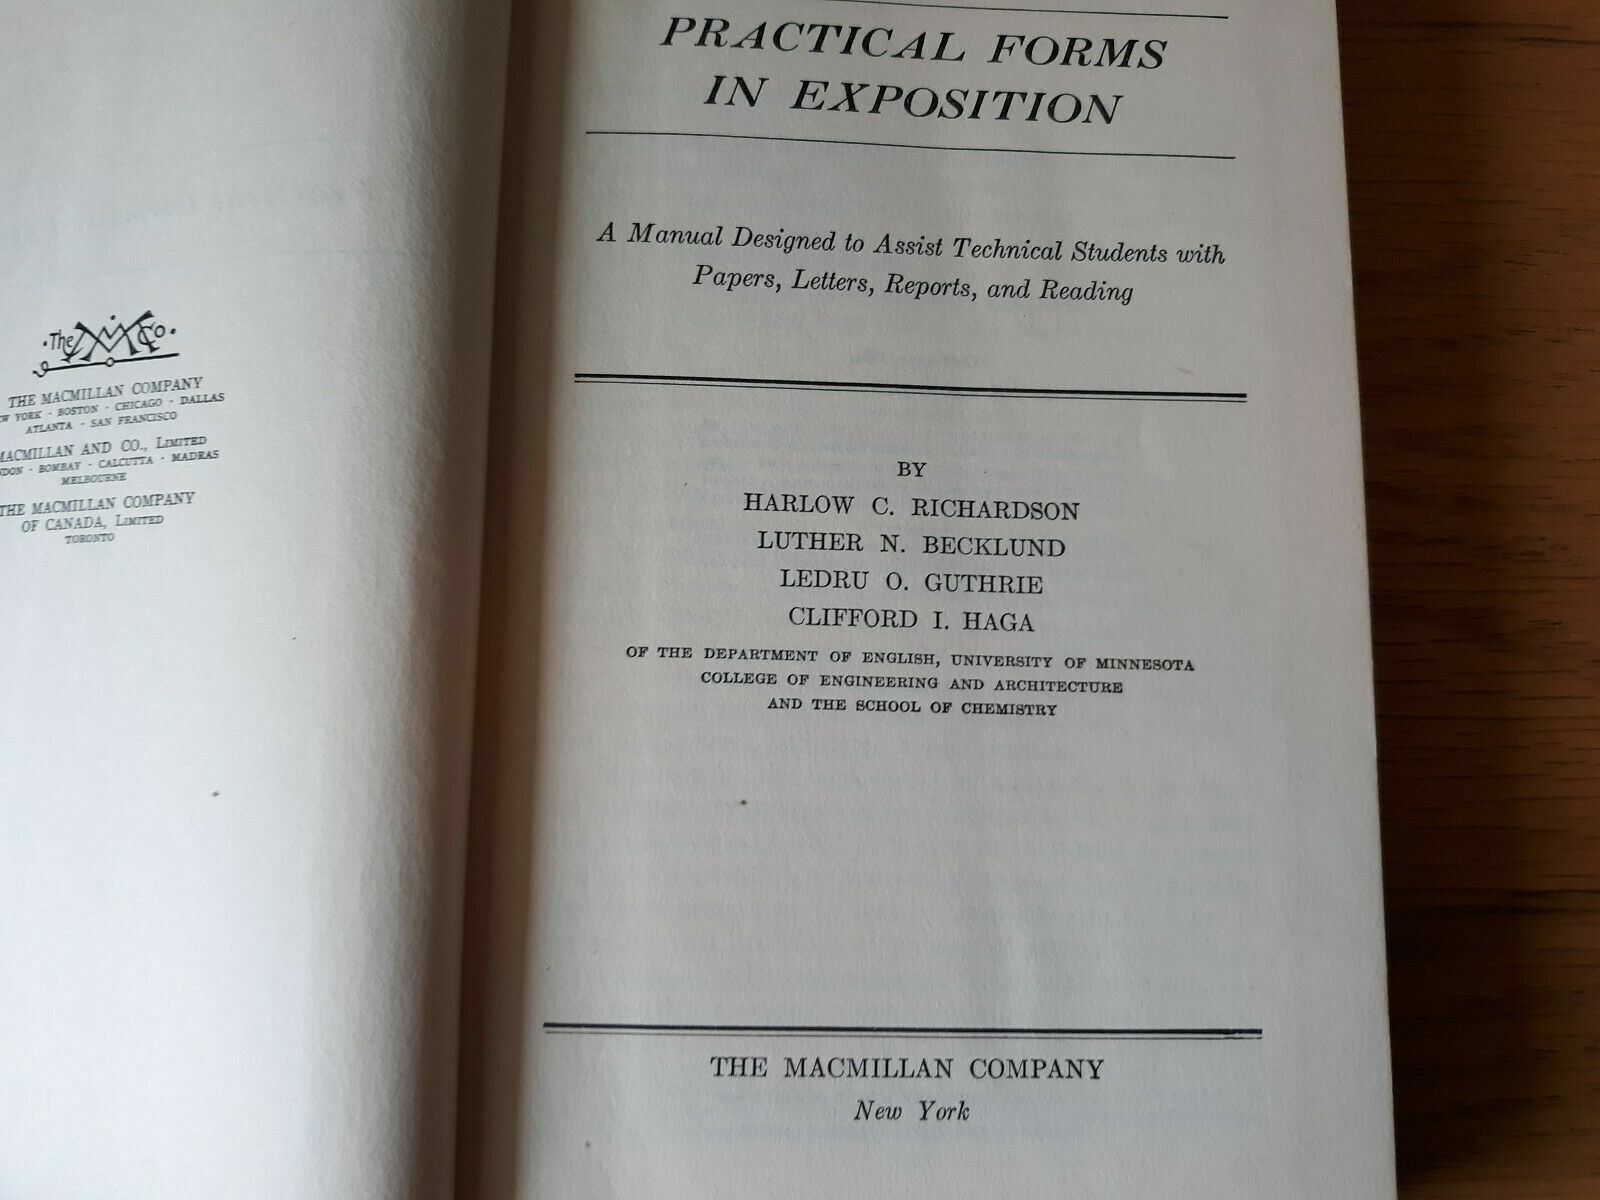 The M Co
THE MACMILLAN COMPANY
YORK · BOSTON · CHICAGO · DALLAS
ATLANTA · SAN FRANCISCO
MACMILLAN AND CO., LIMITED
BOMBAY · CALCUTTA · MADRAS
MELBOURNE
THE MACMILLAN COMPANY
OF CANADA, LIMITED
TORONTO
PRACTICAL FORMS
IN EXPOSITION
A Manual Designed to Assist Technical Students with
Papers, Letters, Reports, and Reading
BY
HARLOW C. RICHARDSON
LUTHER N. BECKLUND
LEDRU O. GUTHRIE
CLIFFORD I. HAGA
OF THE DEPARTMENT OF ENGLISH, UNIVERSITY OF MINNESOTA
COLLEGE OF ENGINEERING AND ARCHITECTURE
AND THE SCHOOL OF CHEMISTRY
THE MACMILLAN COMPANY
New York